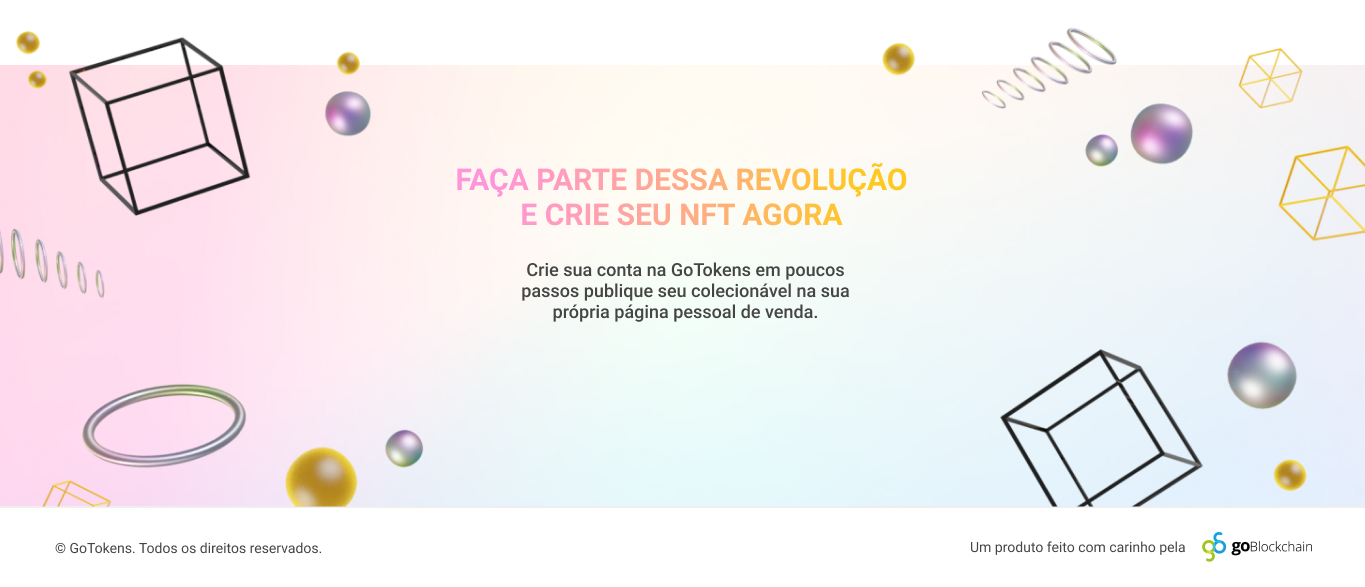 FAÇA PARTE DESSA REVOLUÇÃO
E CRIE SEU NFT AGORA
Crie sua conta na GoTokens em poucos
passos publique seu colecionável na sua
própria página pessoal de venda.
© GoTokens. Todos os direitos reservados.
Um produto feito com carinho pela goBlockchain